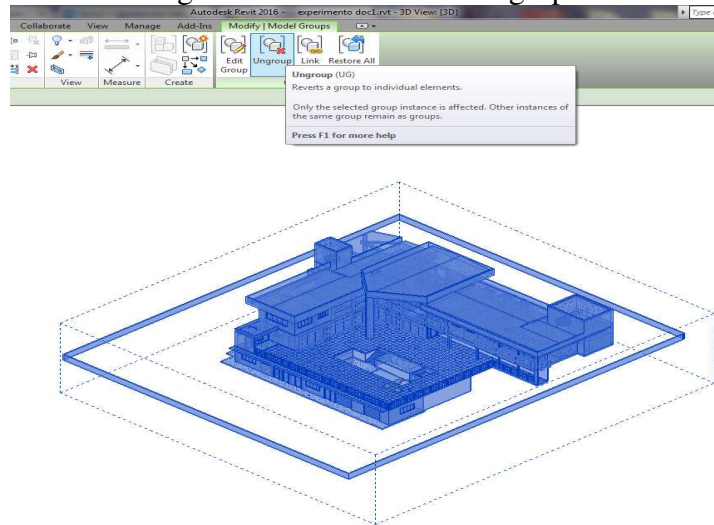 Autodesk Revit 2016 - experimento doc1.rvt - 3D View: {3D}
Type
Collaborate View Manage Add-Ins Modify | Model Groups
Edit Group
Ungroup
Link
Restore All
View Measure Create
Ungroup (UG)
Reverts a group to individual elements.
Only the selected group instance is affected. Other instances of
the same group remain as groups.
Press F1 for more help